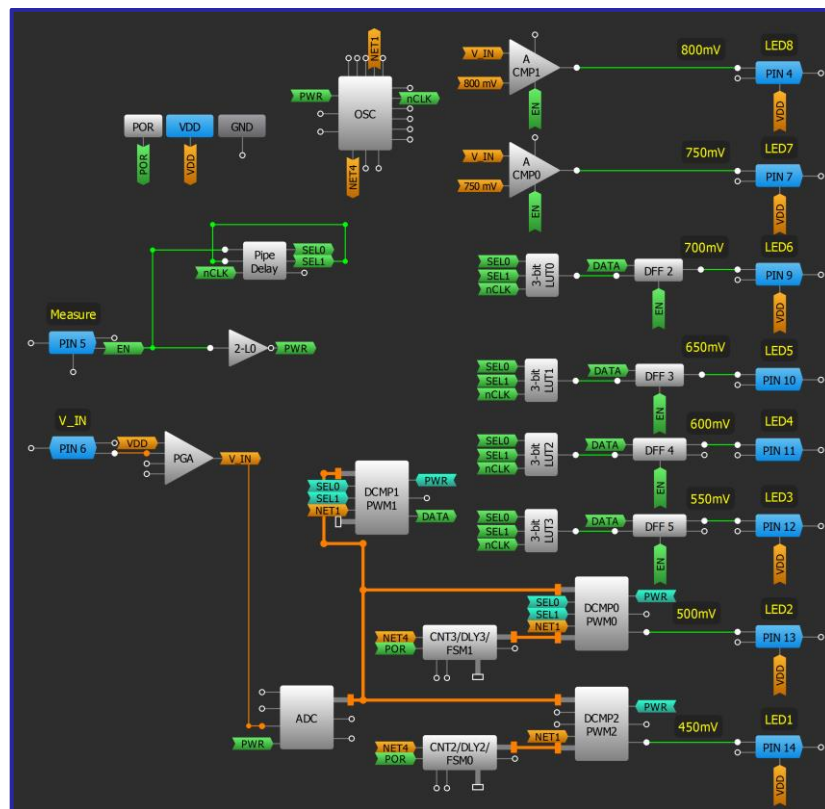 NET1
PWR
OSC
nCLK
NET4
POR
VDD
GND
POR
VDD
V_IN
800 mV
A
CMP1
EN
800mV
LED8
PIN 4
VDD
V_IN
750 mV
A
CMP0
EN
750mV
LED7
PIN 7
VDD
Pipe
Delay
nCLK
SEL0
SEL1
Measure
PIN 5
EN
2-L0
PWR
V_IN
PIN 6
VDD
PGA
V_IN
SEL0
SEL1
nCLK
3-bit
LUT0
DATA
DFF 2
EN
700mV
LED6
PIN 9
VDD
SEL0
SEL1
nCLK
3-bit
LUT1
DATA
DFF 3
EN
650mV
LED5
PIN 10
SEL0
SEL1
nCLK
3-bit
LUT2
DATA
DFF 4
600mV
LED4
PIN 11
SEL0
SEL1
nCLK
3-bit
LUT3
DATA
DFF 5
EN
550mV
LED3
PIN 12
VDD
SEL0
SEL1
NET1
DCMP1
PWM1
PWR
DATA
SEL0
SEL1
NET1
DCMP0
PWM0
PWR
500mV
LED2
PIN 13
VDD
NET4
POR
CNT3/DLY3/
FSM1
ADC
PWR
NET4
POR
CNT2/DLY2/
FSM0
NET1
DCMP2
PWM2
PWR
450mV
LED1
PIN 14
VDD